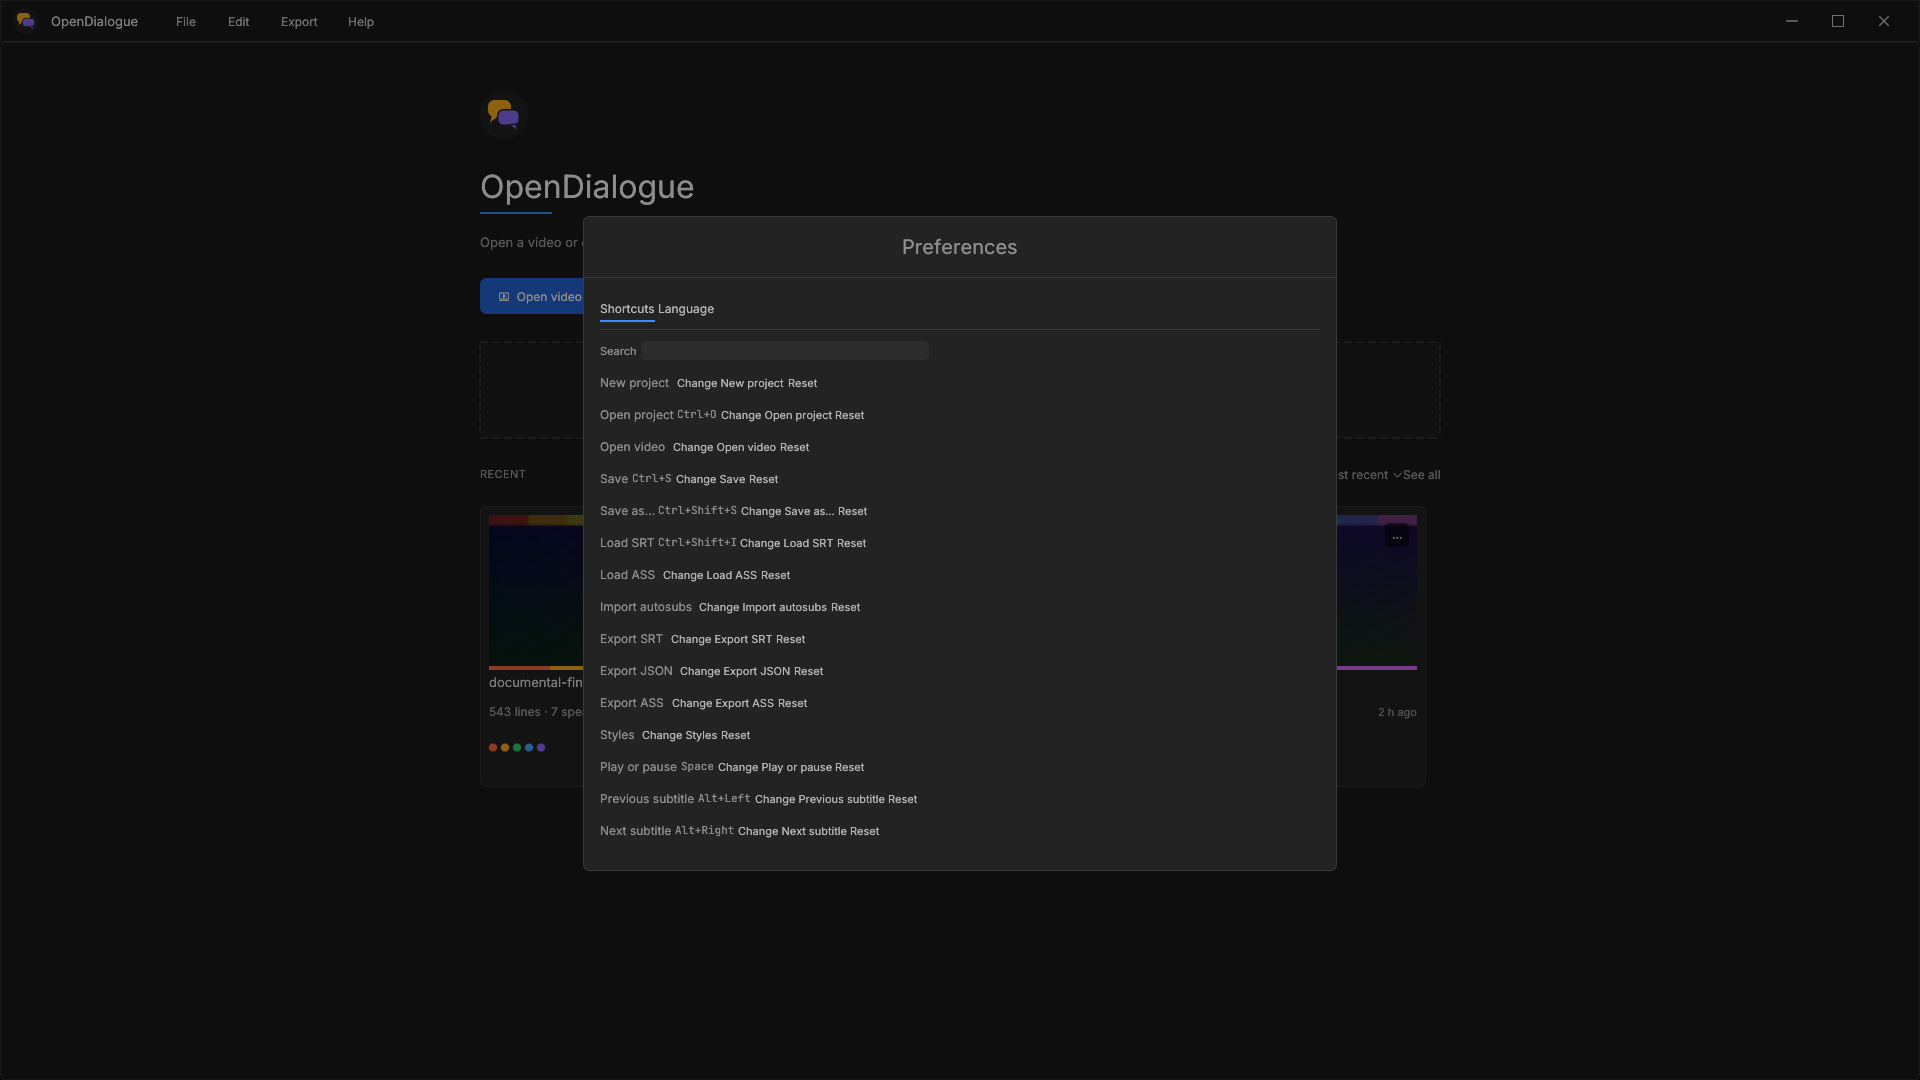 OpenDialogue File Edit Export Help
OpenDialogue
Open a video or
Open video
Preferences
Shortcuts Language
Search
New project Change New project Reset
Open project Ctrl+O Change Open project Reset
Open video Change Open video Reset
Save Ctrl+S Change Save Reset
Save as... Ctrl+Shift+S Change Save as... Reset
Load SRT Ctrl+Shift+I Change Load SRT Reset
Load ASS Change Load ASS Reset
Import autosubs Change Import autosubs Reset
Export SRT Change Export SRT Reset
Export JSON Change Export JSON Reset
Export ASS Change Export ASS Reset
Styles Change Styles Reset
Play or pause Space Change Play or pause Reset
Previous subtitle Alt+Left Change Previous subtitle Reset
Next subtitle Alt+Right Change Next subtitle Reset
RECENT
st recent See all
...
documental-fin
543 lines · 7 spea
2 h ago